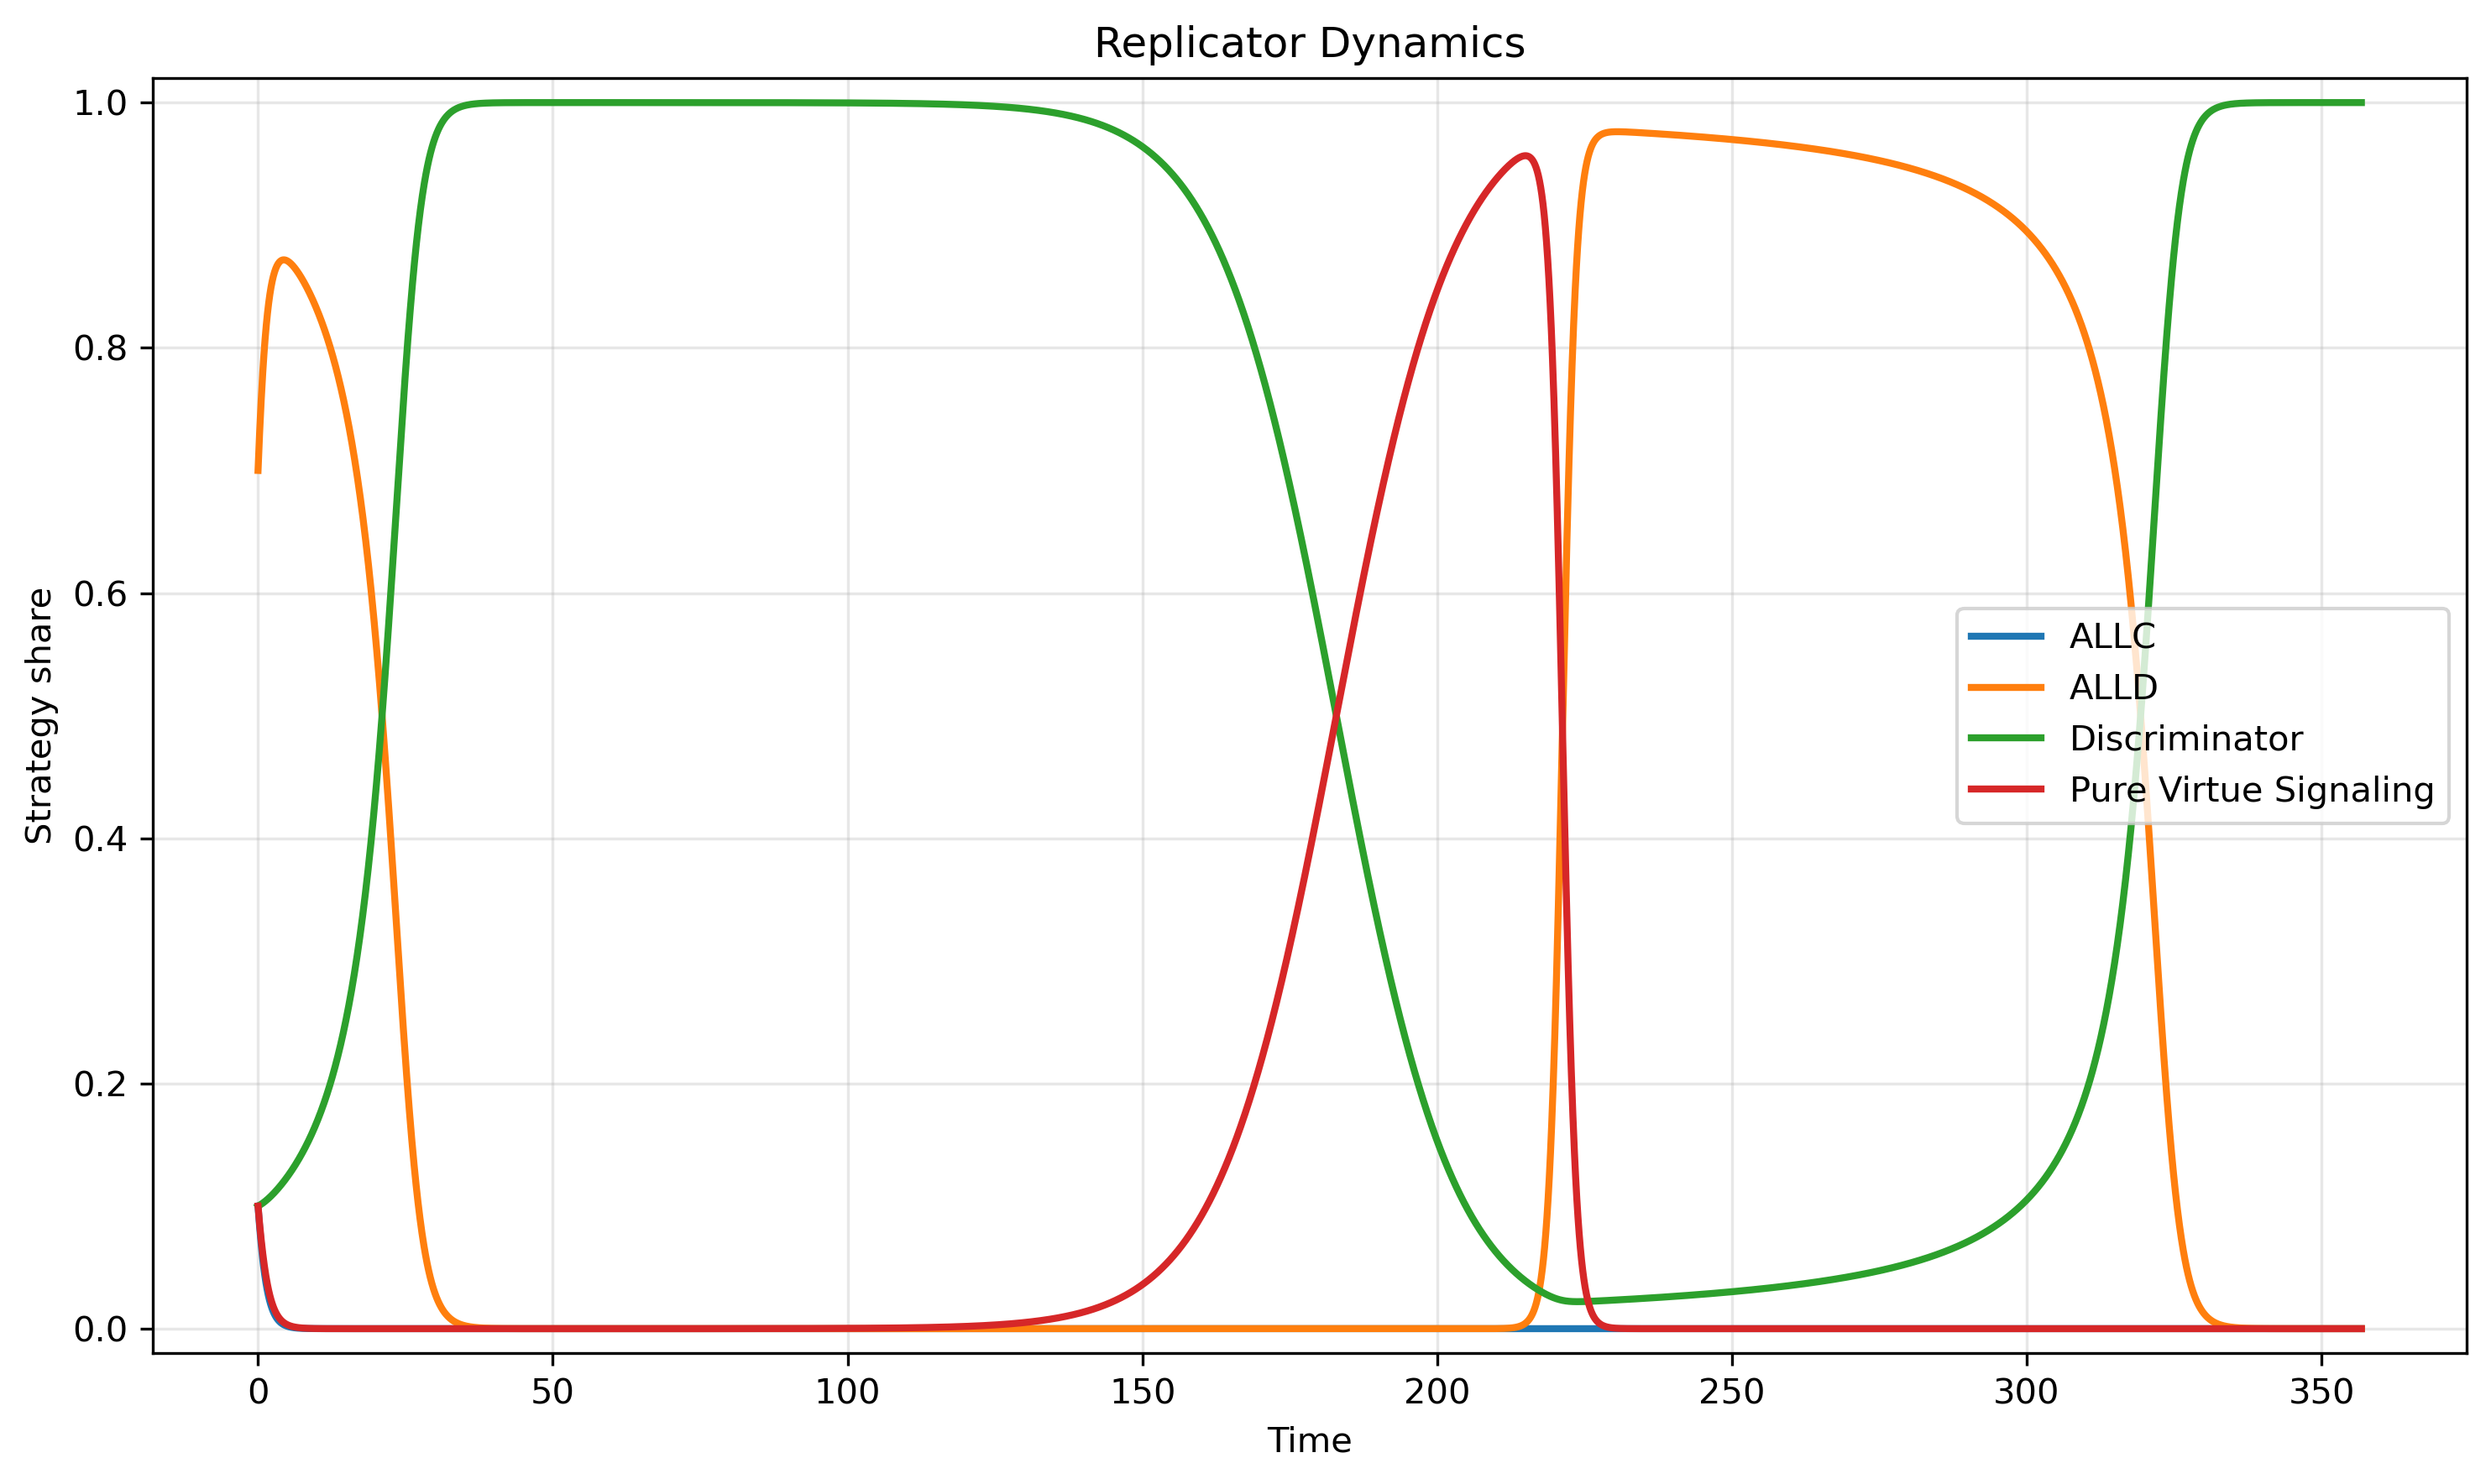 Replicator Dynamics
Strategy share
1.0
0.8
0.6
0.4
0.2
0.0
ALLC
ALLD
Discriminator
Pure Virtue Signaling
0 50 100 150 200 250 300 350
Time